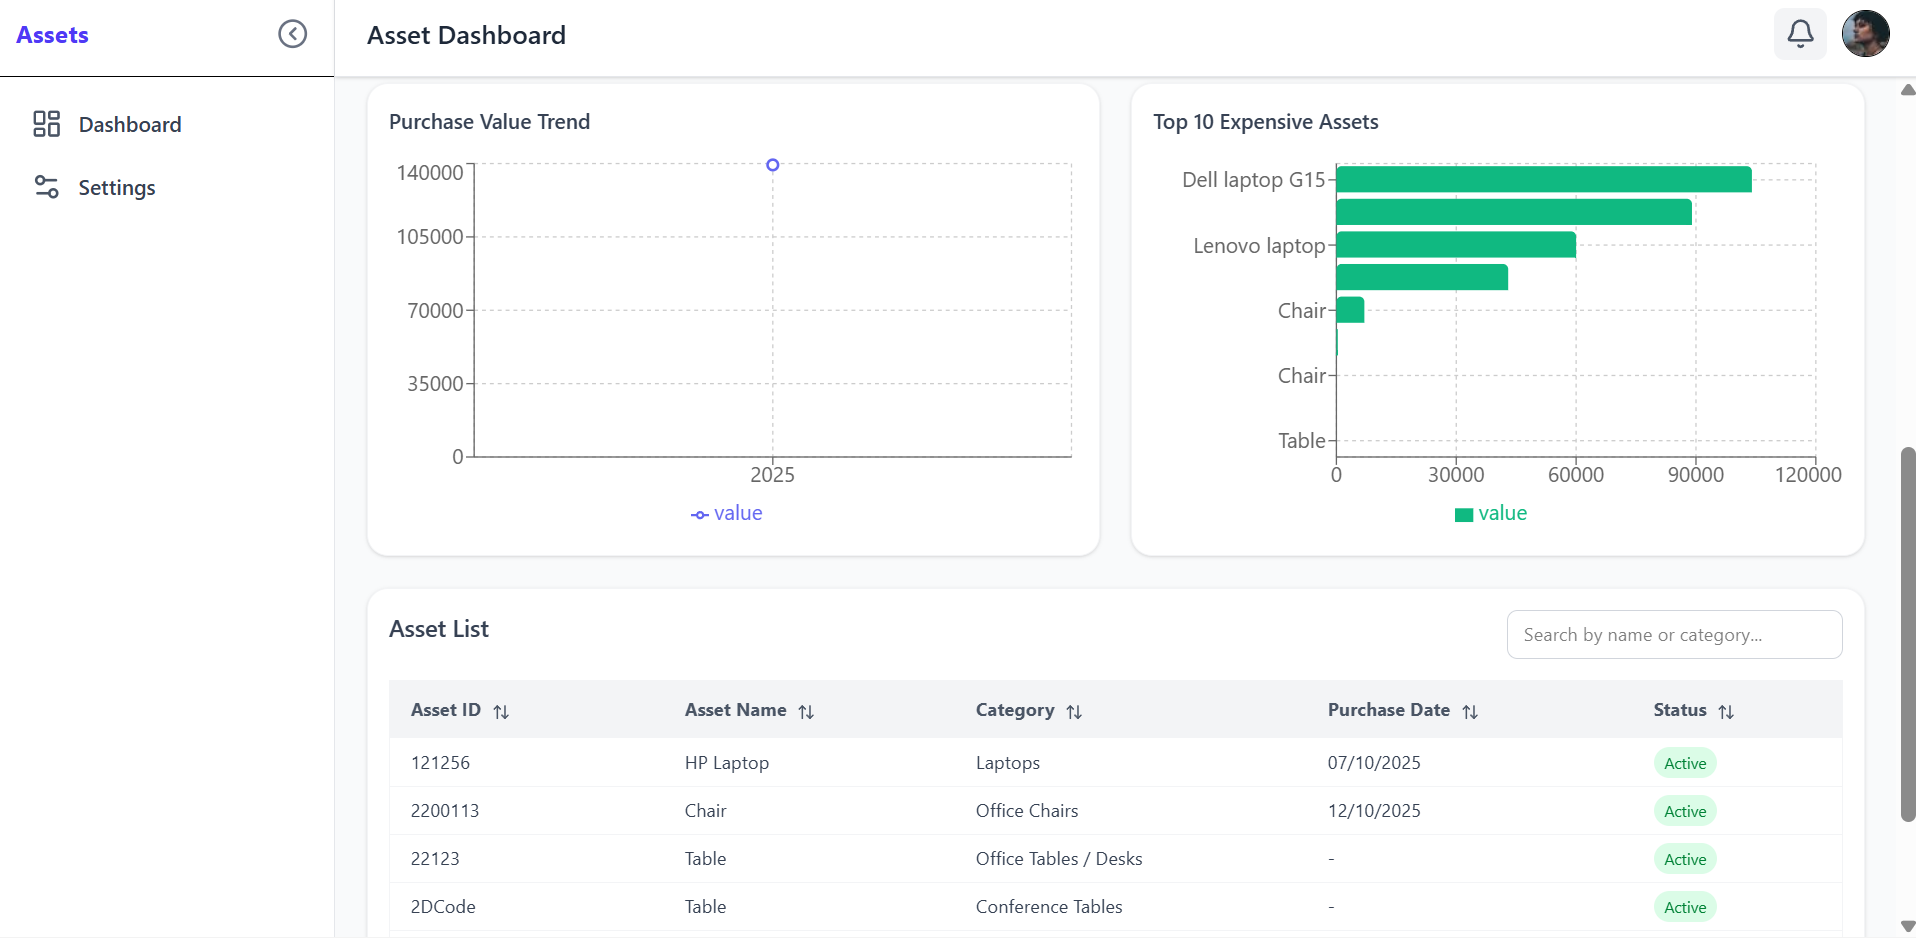 Assets
Asset Dashboard
Dashboard
Settings
Purchase Value Trend
140000
105000
70000
35000
0
2025
value
Top 10 Expensive Assets
Dell laptop G15
Lenovo laptop
Chair
Chair
Table
0 30000 60000 90000 120000
value
Asset List
Search by name or category...
Asset ID Asset Name Category Purchase Date Status
121256 HP Laptop Laptops 07/10/2025 Active
2200113 Chair Office Chairs 12/10/2025 Active
22123 Table Office Tables / Desks - Active
2DCode Table Conference Tables - Active